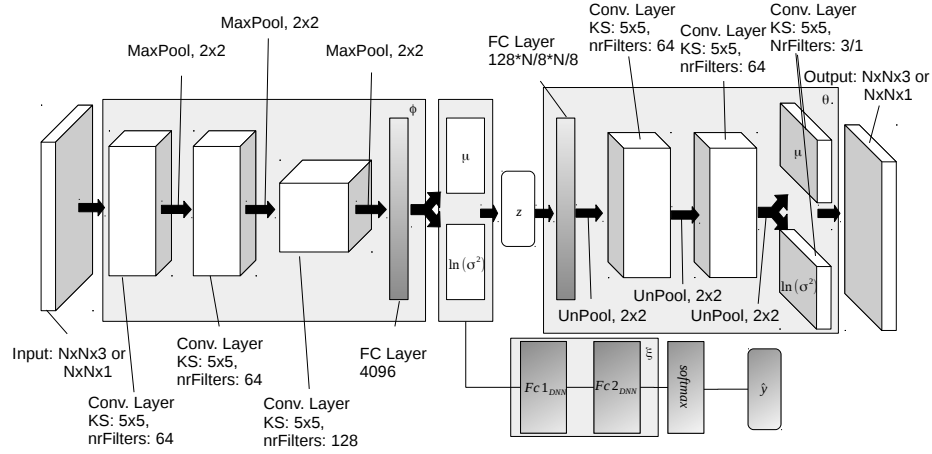 MaxPool, 2x2
MaxPool, 2x2
MaxPool, 2x2
FC Layer
128*N/8*N/8
Conv. Layer
KS: 5x5,
nrFilters: 64
Conv. Layer
KS: 5x5,
nrFilters: 64
Conv. Layer
KS: 5x5,
nrFilters: 3/1
Output: NxNx3 or
NxNx1
ϕ
θ.
μ
ln(σ²)
z
μ
ln(σ²)
UnPool, 2x2
UnPool, 2x2
UnPool, 2x2
Input: NxNx3 or
NxNx1
Conv. Layer
KS: 5x5,
nrFilters: 64
Conv. Layer
KS: 5x5,
nrFilters: 64
Conv. Layer
KS: 5x5,
nrFilters: 128
FC Layer
4096
Fc1DNN
Fc2DNN
softmax
ŷ